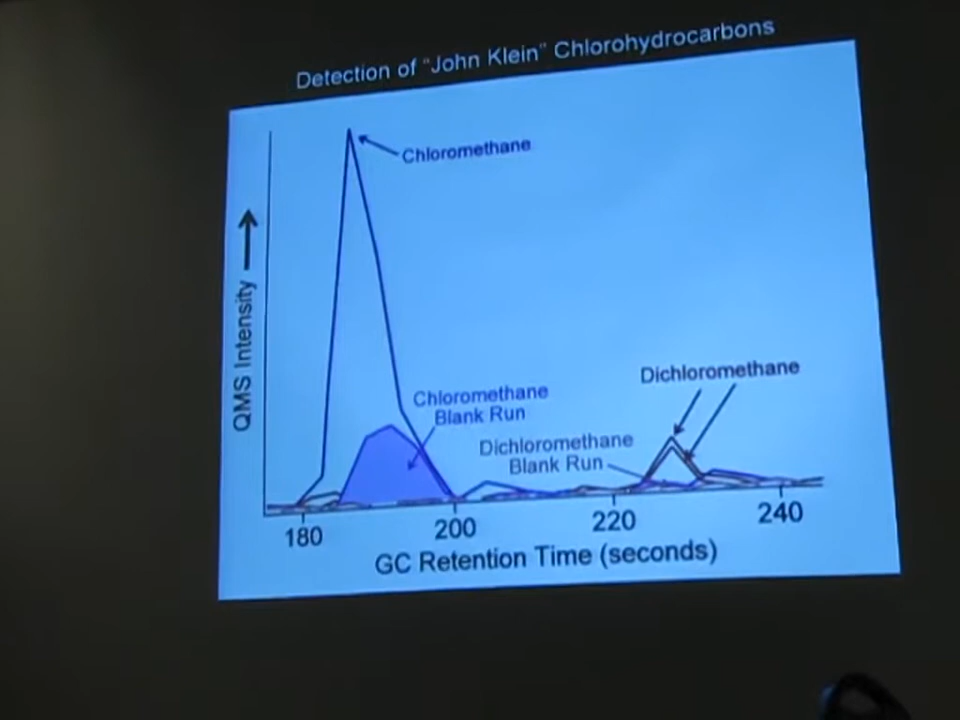 Detection of “John Klein” Chlorohydrocarbons
Chloromethane
QMS Intensity
Chloromethane
Blank Run
Dichloromethane
Dichloromethane
Blank Run
180
200
220
240
GC Retention Time (seconds)